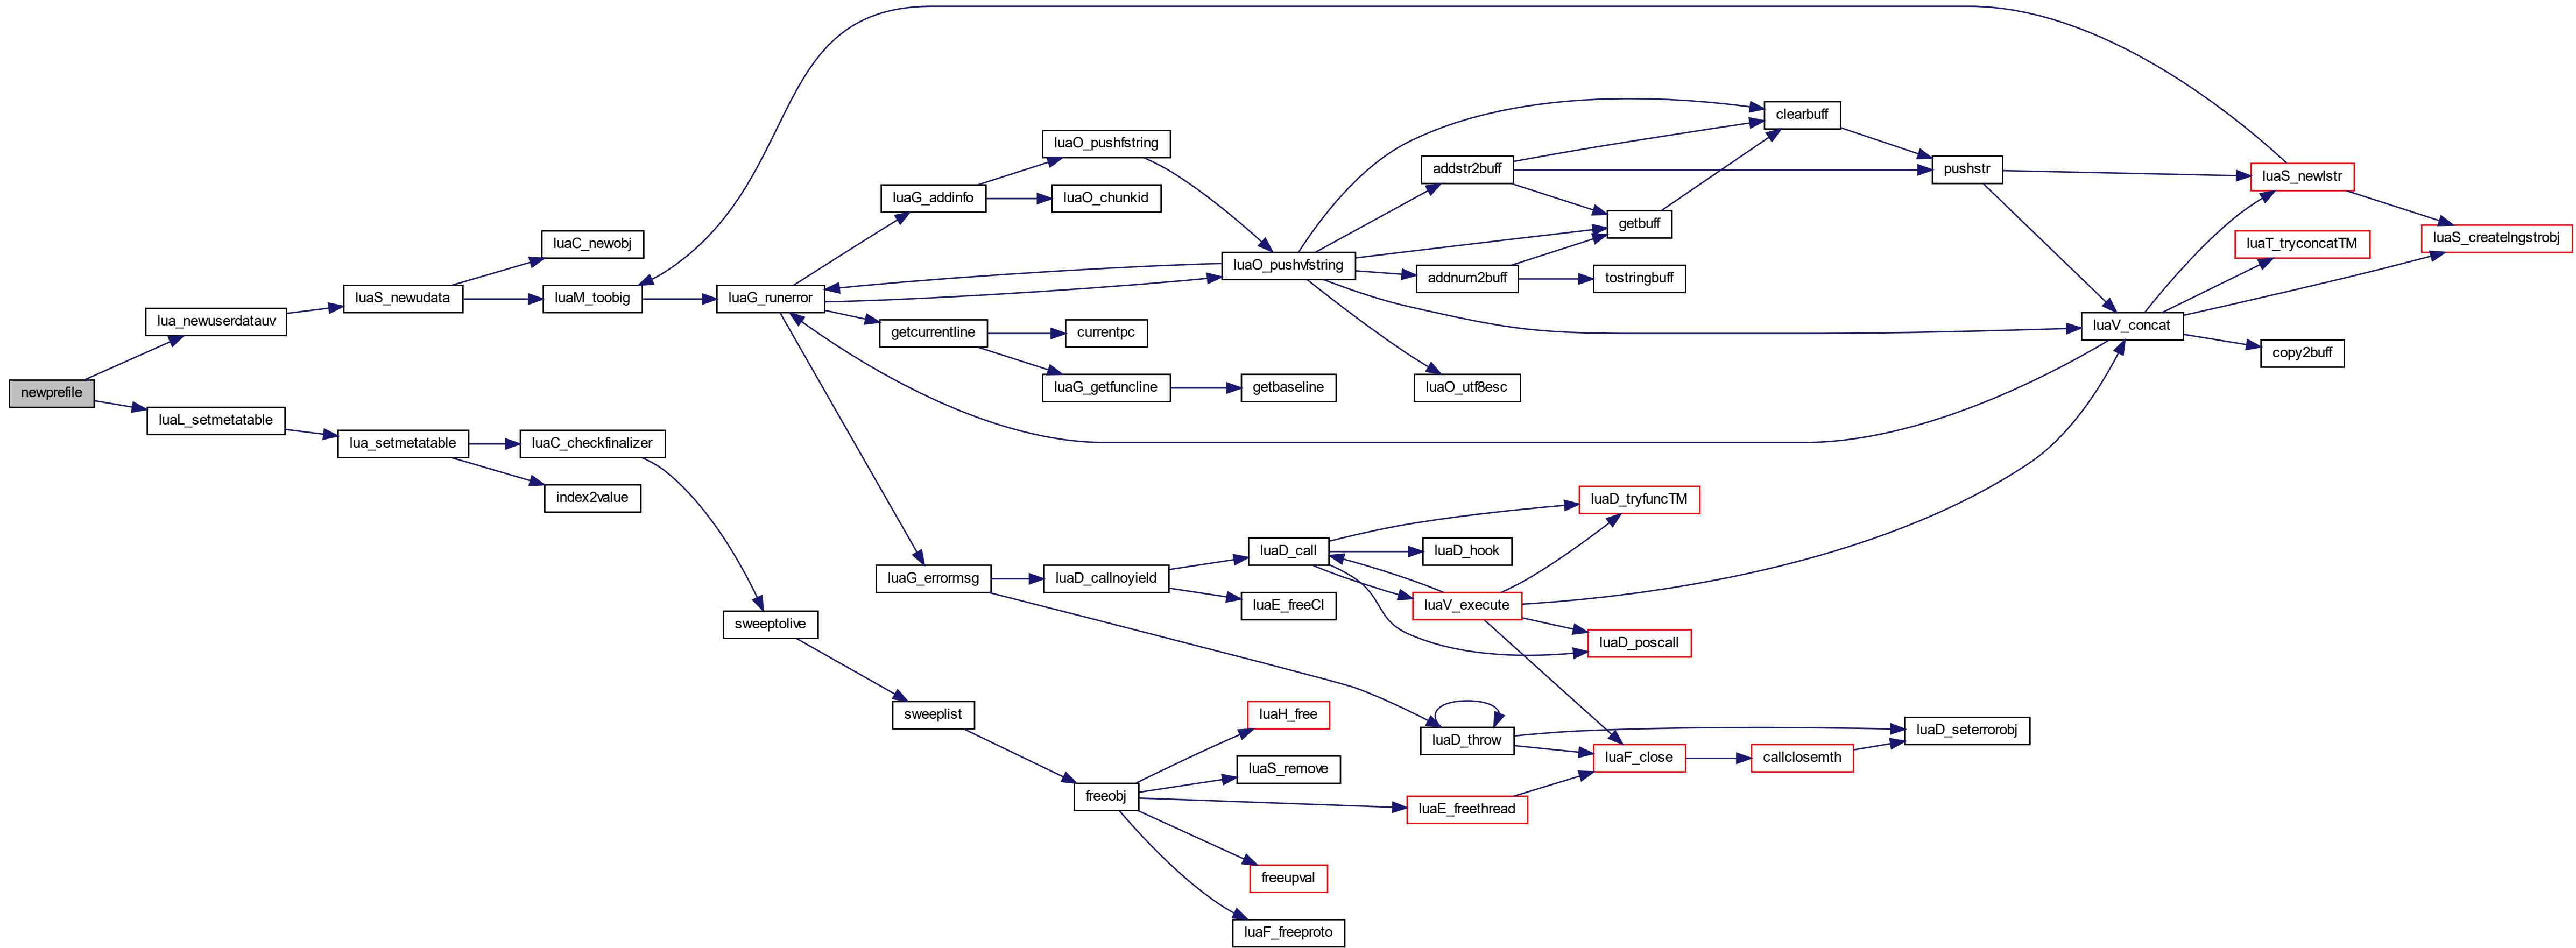 newprefile
lua_newuserdatauv
luaL_setmetatable
luaS_newudata
lua_setmetatable
luaC_newobj
luaM_toobig
luaC_checkfinalizer
index2value
luaG_runerror
sweeptolive
luaG_addinfo
getcurrentline
luaG_errormsg
sweeplist
luaO_pushfstring
luaO_chunkid
currentpc
luaG_getfuncline
luaD_callnoyield
freeobj
luaO_pushvfstring
getbaseline
luaD_call
luaE_freeCI
luaH_free
luaS_remove
freeupval
luaF_freeproto
addstr2buff
addnum2buff
luaO_utf8esc
luaD_hook
luaV_execute
luaD_throw
luaE_freethread
getbuff
tostringbuff
luaD_tryfuncTM
luaD_poscall
luaF_close
clearbuff
callclosemth
pushstr
luaD_seterrorobj
luaV_concat
luaS_newlstr
luaT_tryconcatTM
copy2buff
luaS_createlngstrobj